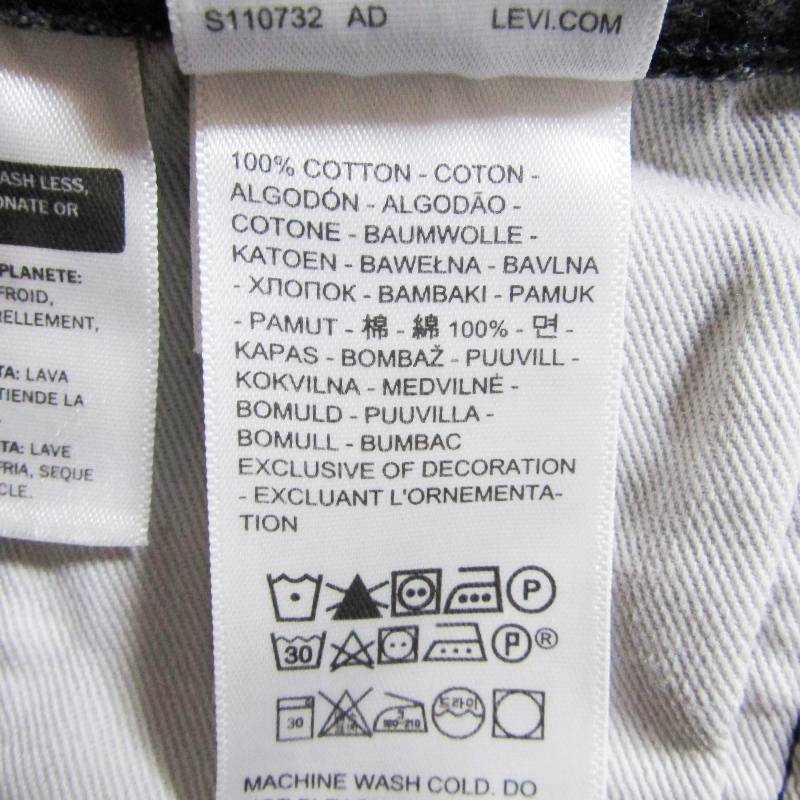 S110732 AD LEVI.COM
ASH LESS,
ONATE OR
PLANETE:
FROID,
RELLEMENT,
TA: LAVA
TIENDE LA
TA: LAVE
FRIA, SEQUE
CLE.
100% COTTON - COTON -
ALGODÓN - ALGODÃO -
COTONE - BAUMWOLLE -
KATOEN - BAWEŁNA - BAVLNA
- ХЛОПОК - BAMBAKI - PAMUK
- PAMUT - 棉 - 綿 100% - 면 -
KAPAS - BOMBAŽ - PUUVILL -
KOKVILNA - MEDVILNĖ -
BOMULD - PUUVILLA -
BOMULL - BUMBAC
EXCLUSIVE OF DECORATION
- EXCLUANT L'ORNEMENTA-
TION
P
30 P®
30 3 180~210 드라이
MACHINE WASH COLD. DO